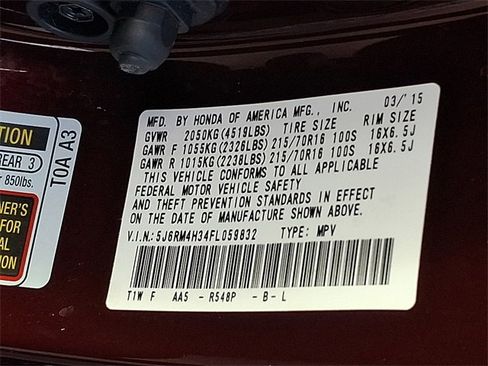 MFD. BY HONDA OF AMERICA MFG., INC. 03/'15
GVWR 2050KG(4519LBS) TIRE SIZE RIM SIZE
GAWR F 1055KG(2326LBS) 215/70R16 100S 16X6.5J
GAWR R 1015KG(2238LBS) 215/70R16 100S 16X6.5J
THIS VEHICLE CONFORMS TO ALL APPLICABLE
FEDERAL MOTOR VEHICLE SAFETY
AND THEFT PREVENTION STANDARDS IN EFFECT
ON THE DATE OF MANUFACTURE SHOWN ABOVE.
V.I.N.: 5J6RM4H34FL059832 TYPE: MPV
T1W F AA5 - R548P - B - L
TION
REAR 3
r 850lbs.
T0A A3
NER'S
FOR
AL
TION